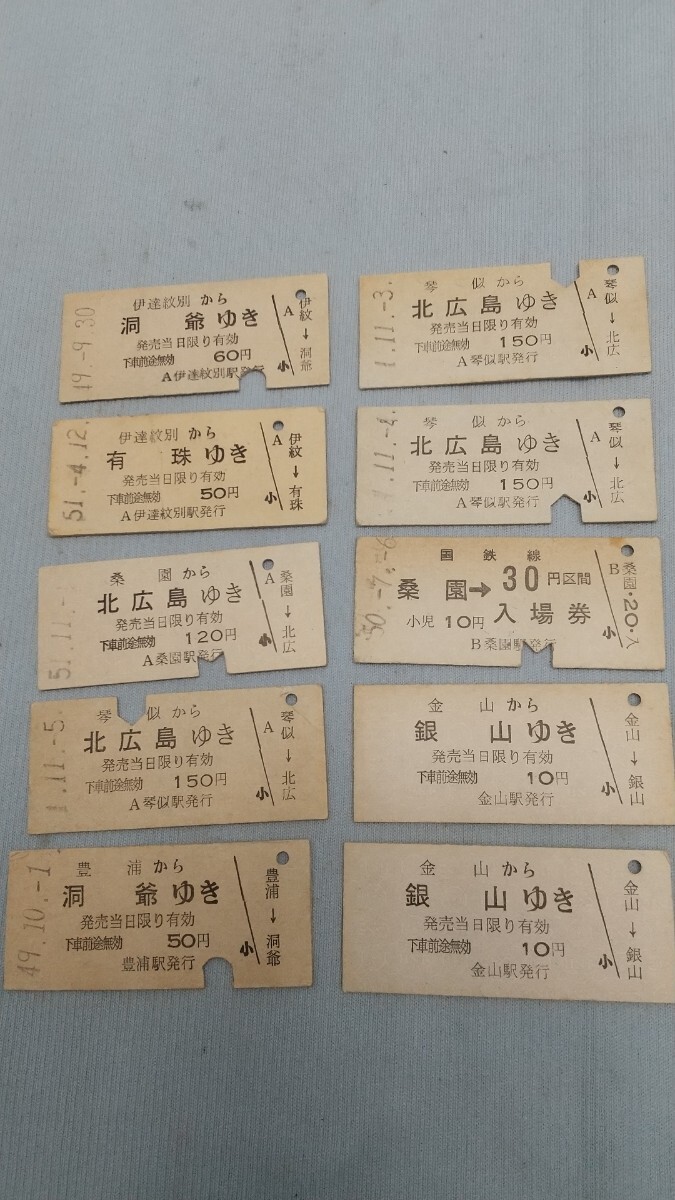 49.-9.30
伊達紋別 から
洞 爺 ゆき
発売当日限り有効
下車前途無効 60円
A伊達紋別駅発行
A 伊紋→洞爺
小
51.-4.12.
伊達紋別 から
有 珠 ゆき
発売当日限り有効
下車前途無効 50円
A伊達紋別駅発行
A 伊紋→有珠
小
51.11.
桑 園 から
北広島 ゆき
発売当日限り有効
下車前途無効 120円
A桑園駅発行
A 桑園→北広
小
1.11.-5
琴 似 から
北広島 ゆき
発売当日限り有効
下車前途無効 150円
A琴似駅発行
A 琴似→北広
小
49.10.-1
豊 浦 から
洞 爺 ゆき
発売当日限り有効
下車前途無効 50円
豊浦駅発行
豊浦→洞爺
小
1.11.-3.
琴 似 から
北広島 ゆき
発売当日限り有効
下車前途無効 150円
A琴似駅発行
A 琴似→北広
小
.11.-4.
琴 似 から
北広島 ゆき
発売当日限り有効
下車前途無効 150円
A琴似駅発行
A 琴似→北広
小
50.-7.-6
国鉄線
桑園→30円区間
小児 10円 入場券
B桑園駅発行
B桑園・20・入
小
金 山 から
銀 山 ゆき
発売当日限り有効
下車前途無効 10円
金山駅発行
金山→銀山
小
金 山 から
銀 山 ゆき
発売当日限り有効
下車前途無効 10円
金山駅発行
金山→銀山
小